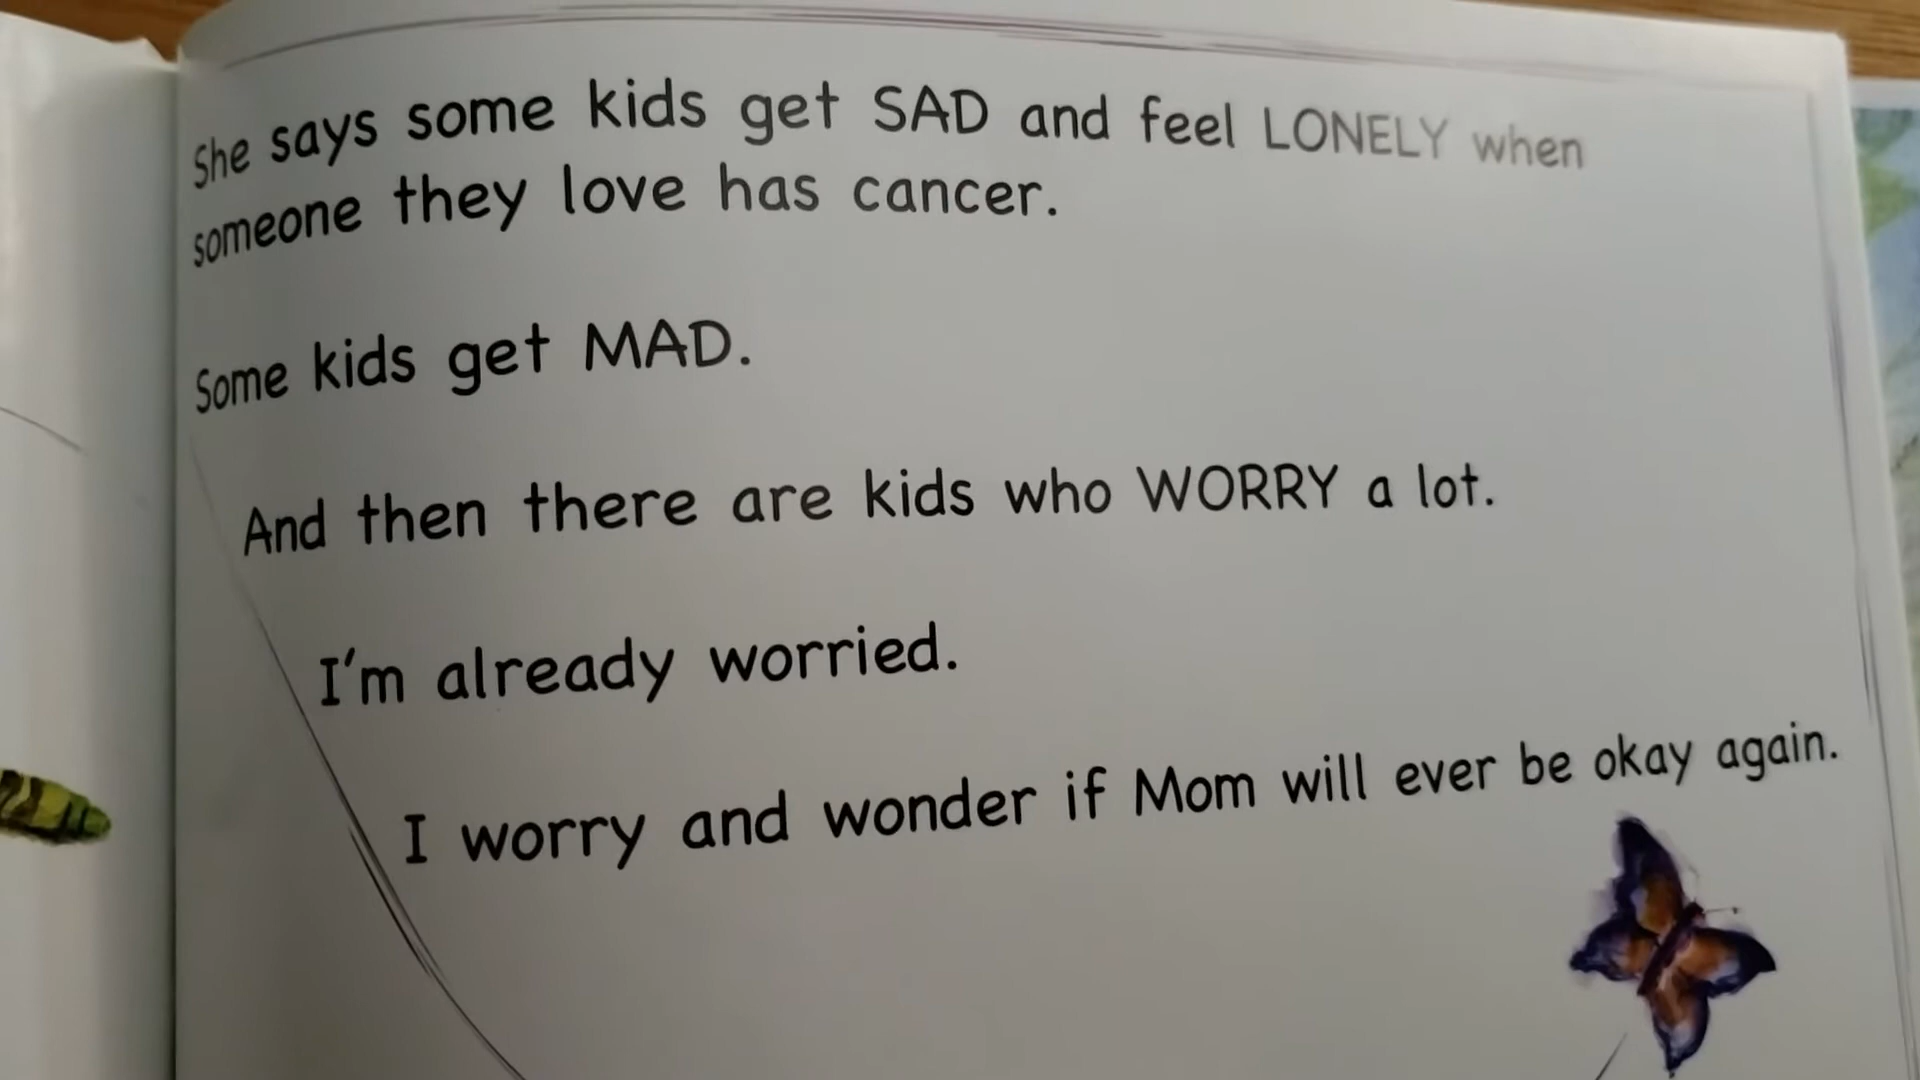 She says some kids get SAD and feel LONELY when
someone they love has cancer.
Some kids get MAD.
And then there are kids who WORRY a lot.
I'm already worried.
I worry and wonder if Mom will ever be okay again.